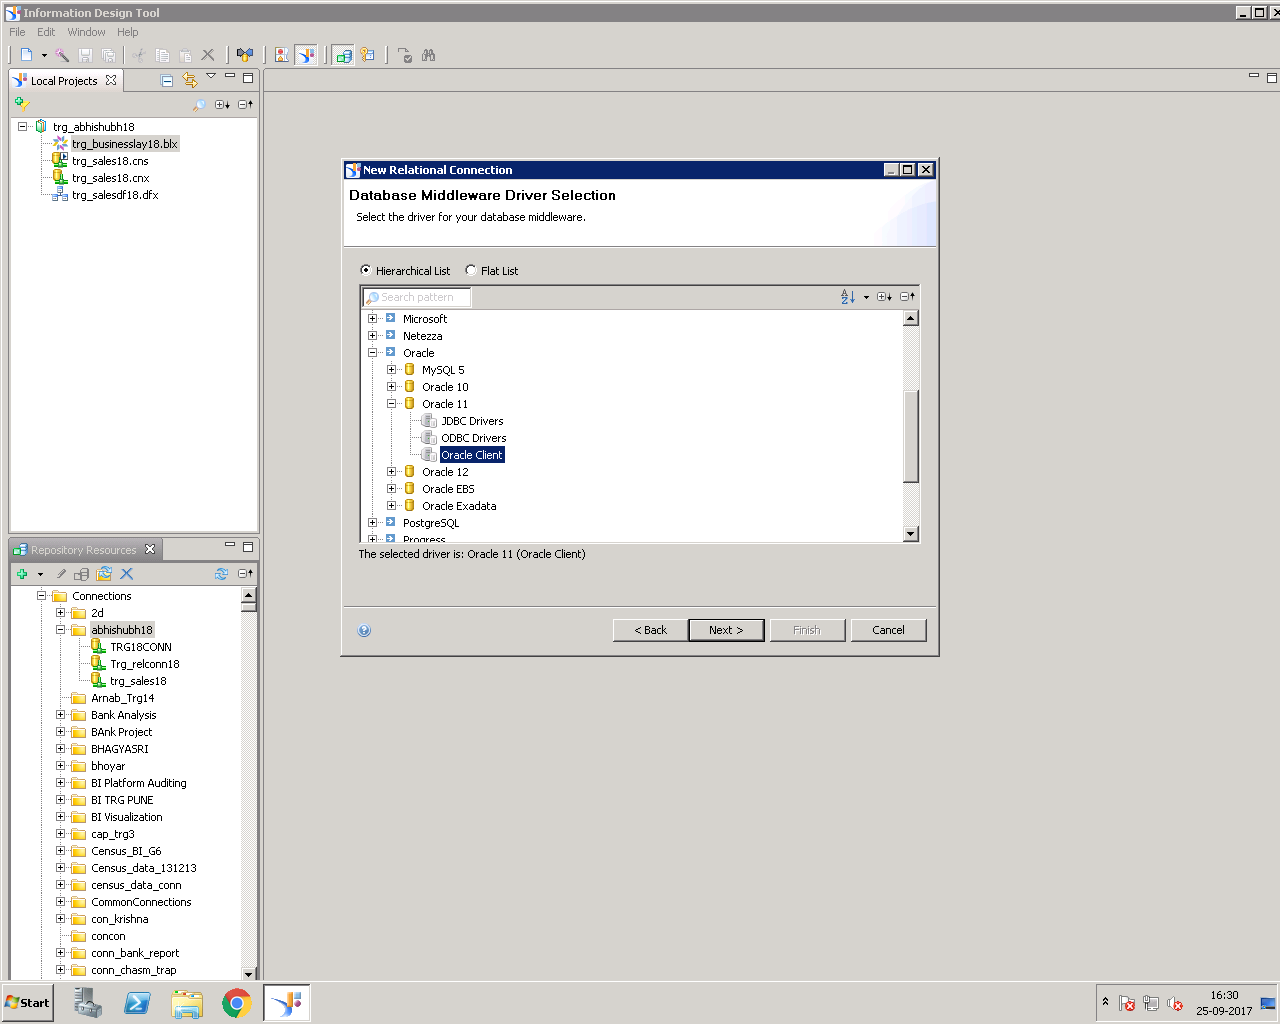 Information Design Tool
File Edit Window Help
Local Projects
trg_abhishubh18
trg_businesslay18.blx
trg_sales18.cns
trg_sales18.cnx
trg_salesdf18.dfx
New Relational Connection
Database Middleware Driver Selection
Select the driver for your database middleware.
Hierarchical List Flat List
Search pattern
Microsoft
Netezza
Oracle
MySQL 5
Oracle 10
Oracle 11
JDBC Drivers
ODBC Drivers
Oracle Client
Oracle 12
Oracle EBS
Oracle Exadata
PostgreSQL
Progress
The selected driver is: Oracle 11 (Oracle Client)
< Back Next > Finish Cancel
Repository Resources
Connections
2d
abhishubh18
TRG18CONN
Trg_relconn18
trg_sales18
Arnab_Trg14
Bank Analysis
BAnk Project
BHAGYASRI
bhoyar
BI Platform Auditing
BI TRG PUNE
BI Visualization
cap_trg3
Census_BI_G6
Census_data_131213
census_data_conn
CommonConnections
con_krishna
concon
conn_bank_report
conn_chasm_trap
Start
16:30
25-09-2017